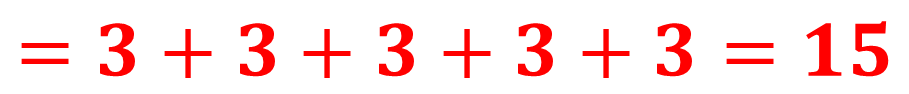 = 3 + 3 + 3 + 3 + 3 = 15